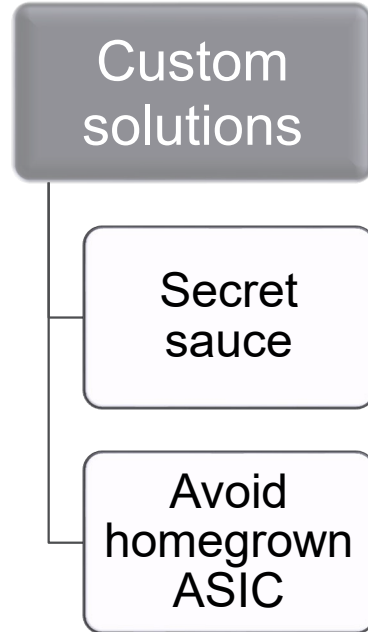 Custom
solutions
Secret
sauce
Avoid
homegrown
ASIC